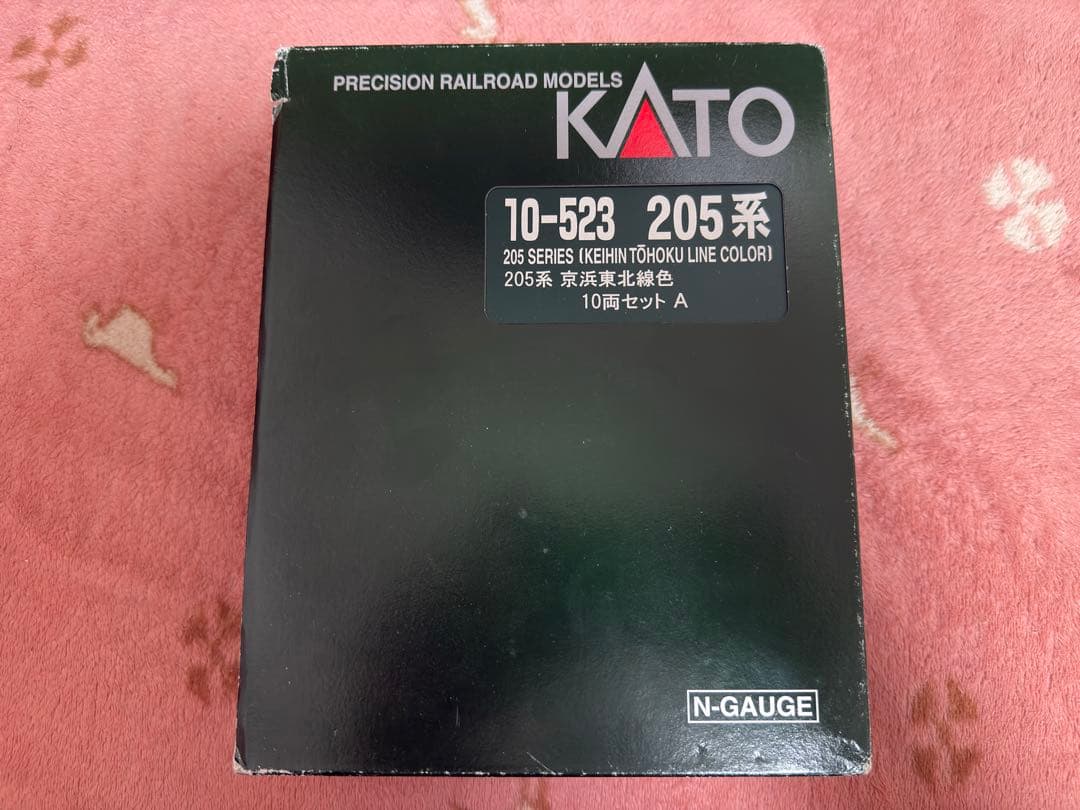 PRECISION RAILROAD MODELS
KATO
10-523 205系
205 SERIES (KEIHIN TŌHOKU LINE COLOR)
205系 京浜東北線色
10両セット A
N-GAUGE